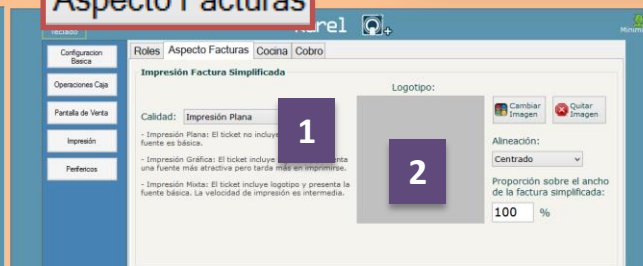 Aspecto Facturas
Teclado
Karel
Configuracion
Basica
Operaciones Caja
Pantalla de Venta
Impresión
Perifericos
Roles Aspecto Facturas Cocina Cobro
Impresión Factura Simplificada
Logotipo:
Calidad: Impresión Plana
- Impresión Plana: El ticket no
fuente es básica.
- Impresión Gráfica: El ticket incluye
una fuente más atractiva pero tarda más en imprimirse.
- Impresión Mixta: El ticket incluye logotipo y presenta la
fuente básica. La velocidad de impresión es intermedia.
1
2
Cambiar
Imagen
Quitar
Imagen
Alineación:
Centrado
Proporción sobre el ancho
de la factura simplificada:
100 %